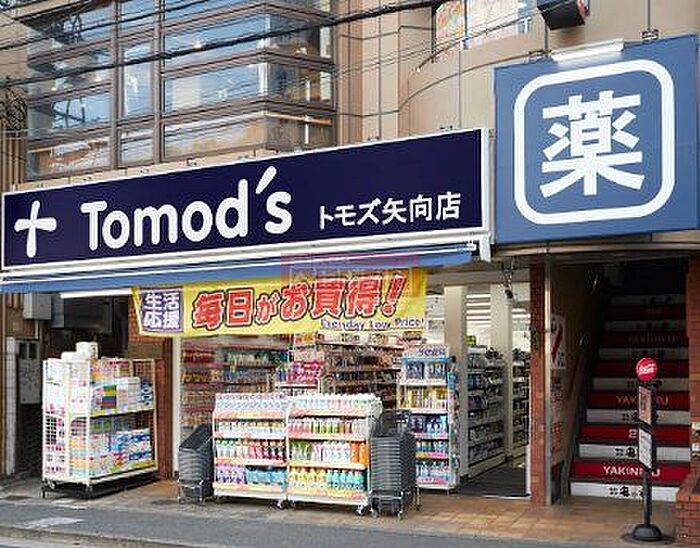 Tomod's
トモズ矢向店
薬
生活
応援
毎日がお買得!
Everyday Low Price!
YAKINIKU
YAKINIKU